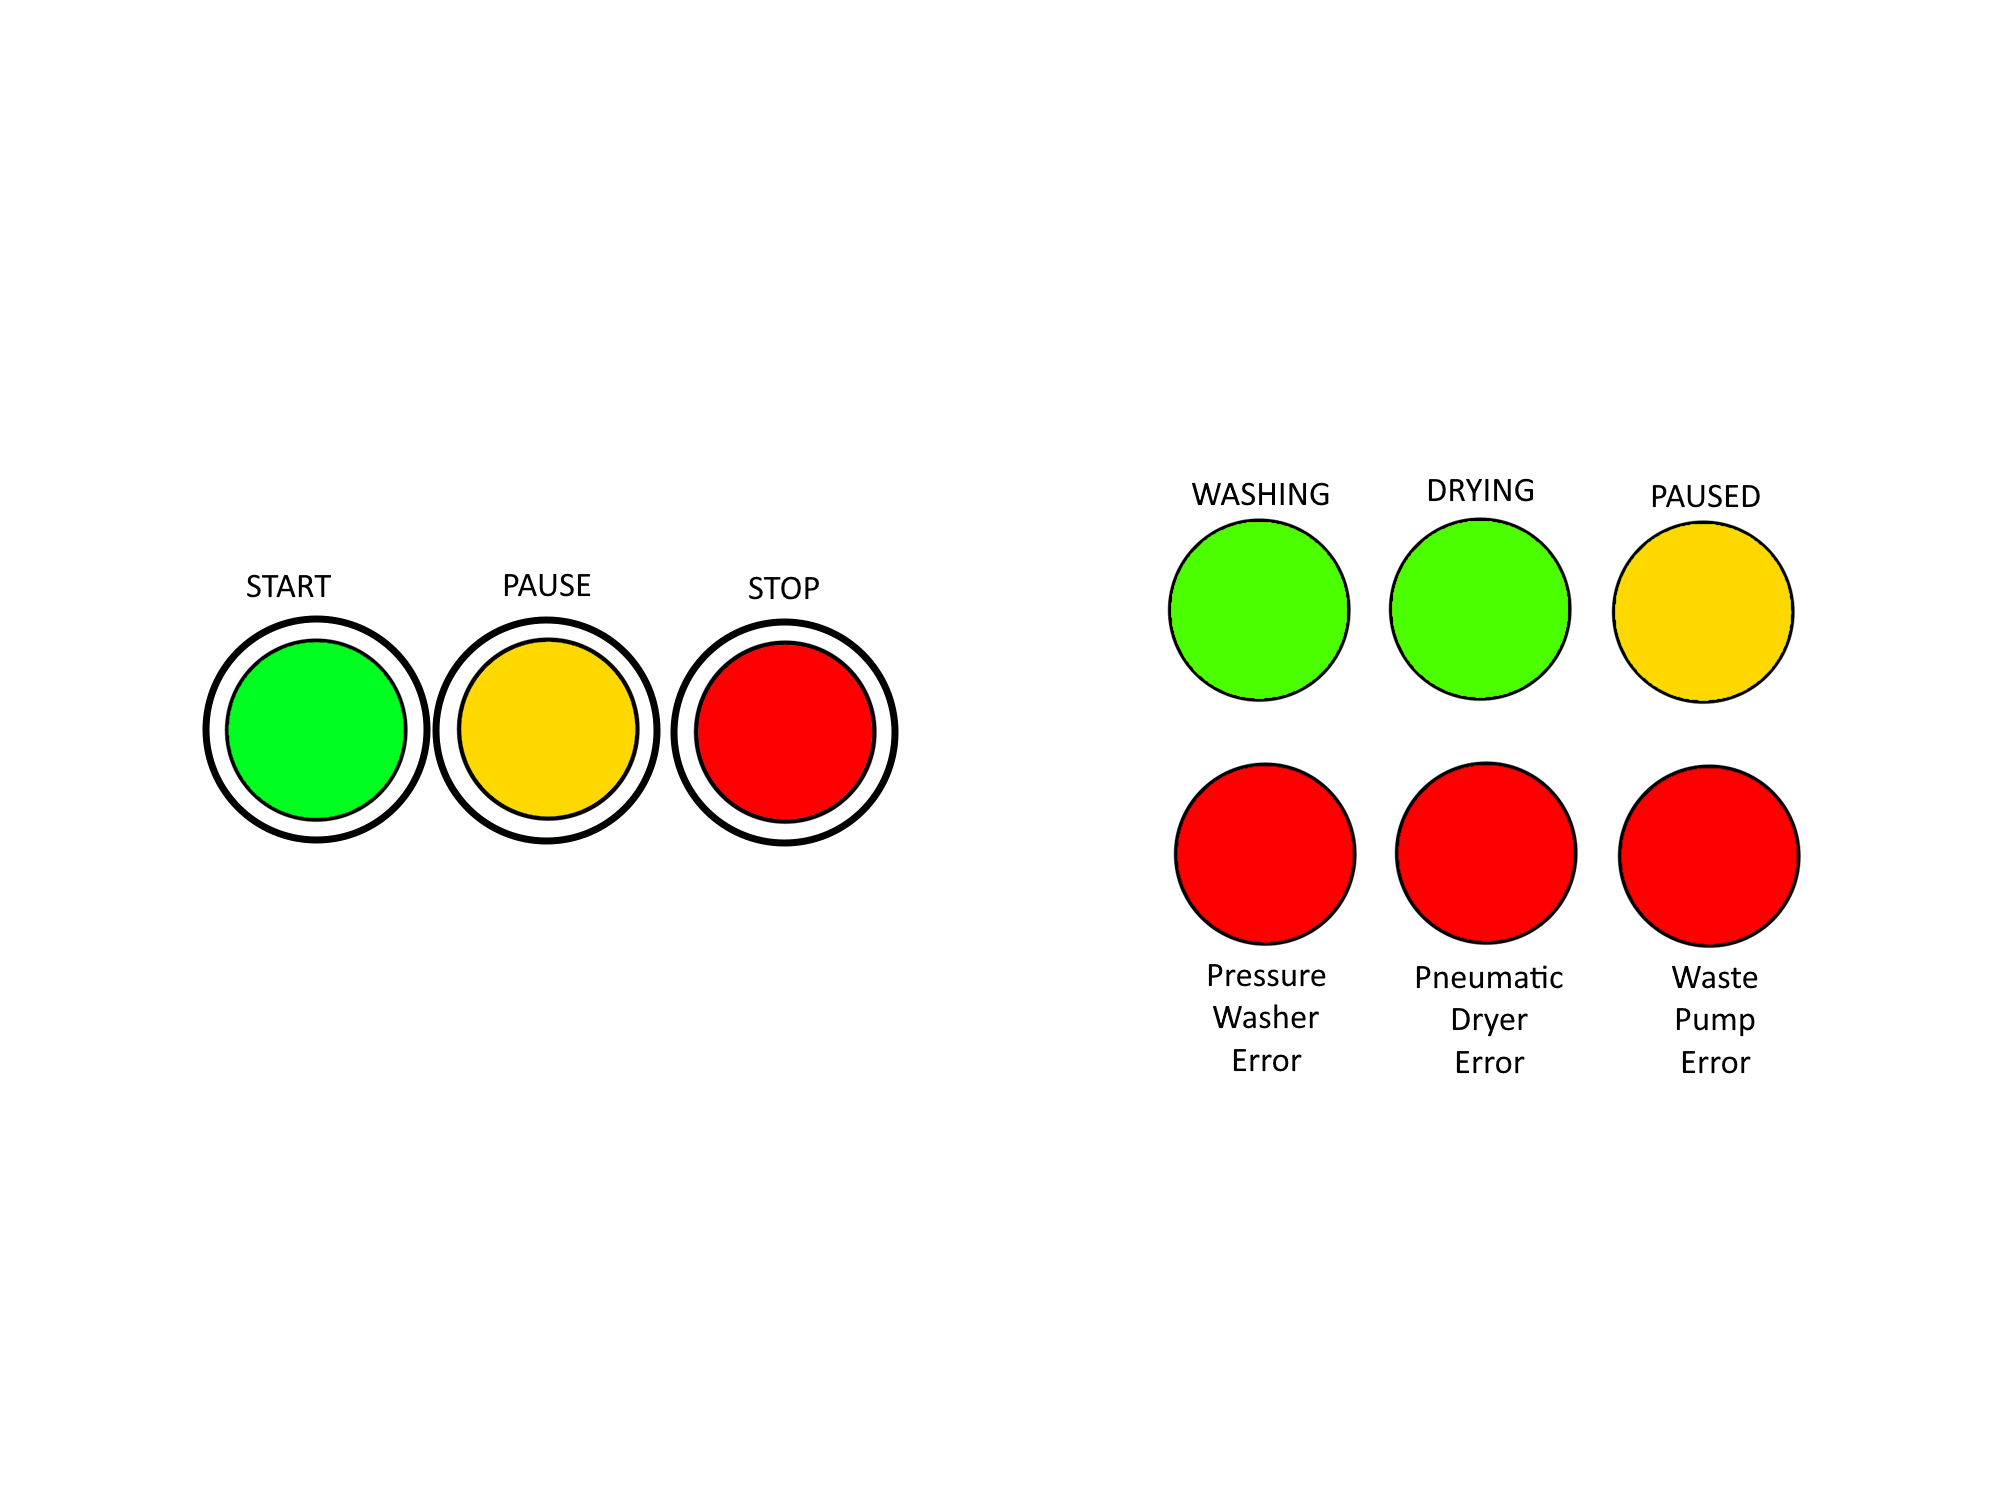 START
PAUSE
STOP
WASHING
DRYING
PAUSED
Pressure
Washer
Error
Pneumatic
Dryer
Error
Waste
Pump
Error